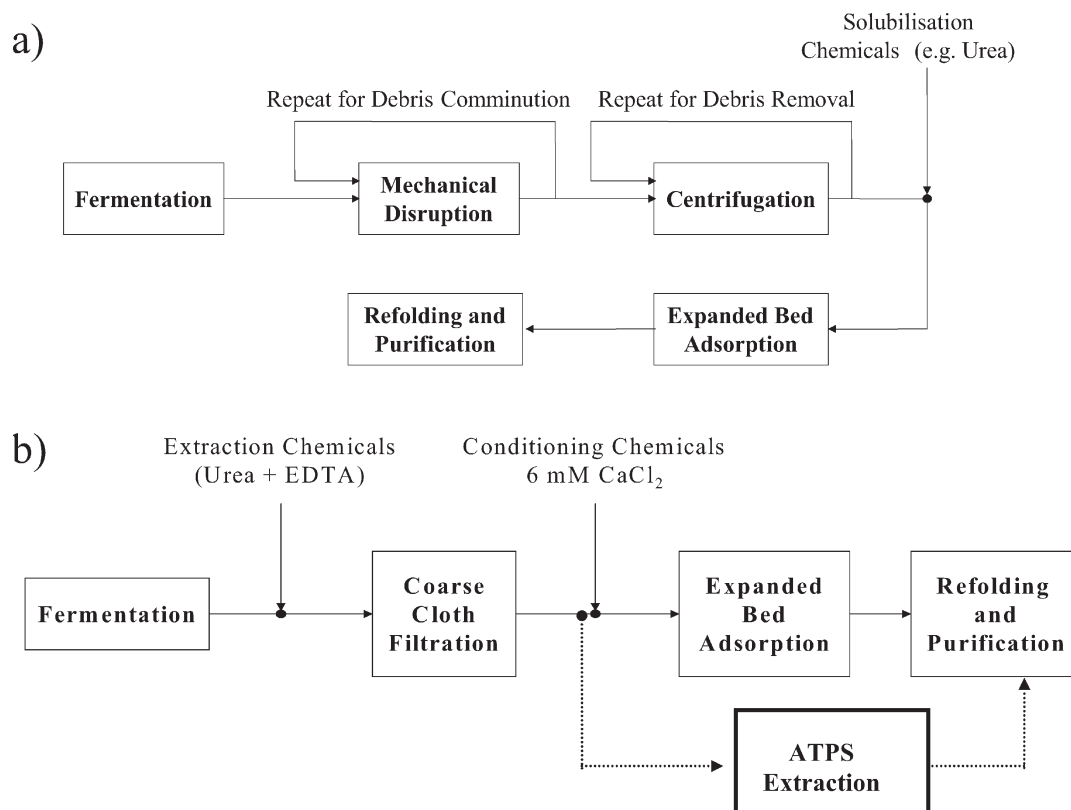 a)
Solubilisation
Chemicals (e.g. Urea)
Repeat for Debris Comminution
Repeat for Debris Removal
Fermentation
Mechanical
Disruption
Centrifugation
Refolding and
Purification
Expanded Bed
Adsorption
b)
Extraction Chemicals
(Urea + EDTA)
Conditioning Chemicals
6 mM CaCl₂
Fermentation
Coarse
Cloth
Filtration
Expanded
Bed
Adsorption
Refolding
and
Purification
ATPS
Extraction